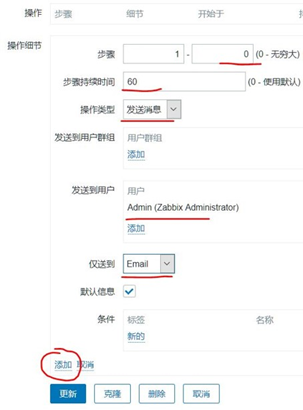 操作 步骤 细节 开始于
操作细节
步骤 1 - 0 (0 - 无穷大)
步骤持续时间 60 (0 - 使用默认)
操作类型 发送消息
发送到用户群组 用户群组
添加
发送到用户 用户
Admin (Zabbix Administrator)
添加
仅送到 Email
默认信息
条件 标签 名称
新的
添加 取消
更新 克隆 删除 取消